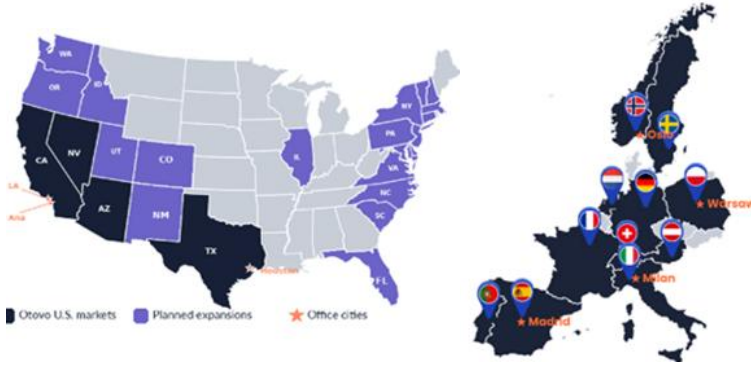 WA
OR
ID
NY
PA
IL
NV
UT
CO
CA
VA
NC
LA
Ana
AZ
NM
SC
TX
Houston
FL
Otovo U.S. markets
Planned expansions
Office cities
Oslo
Warsaw
Milan
Madrid